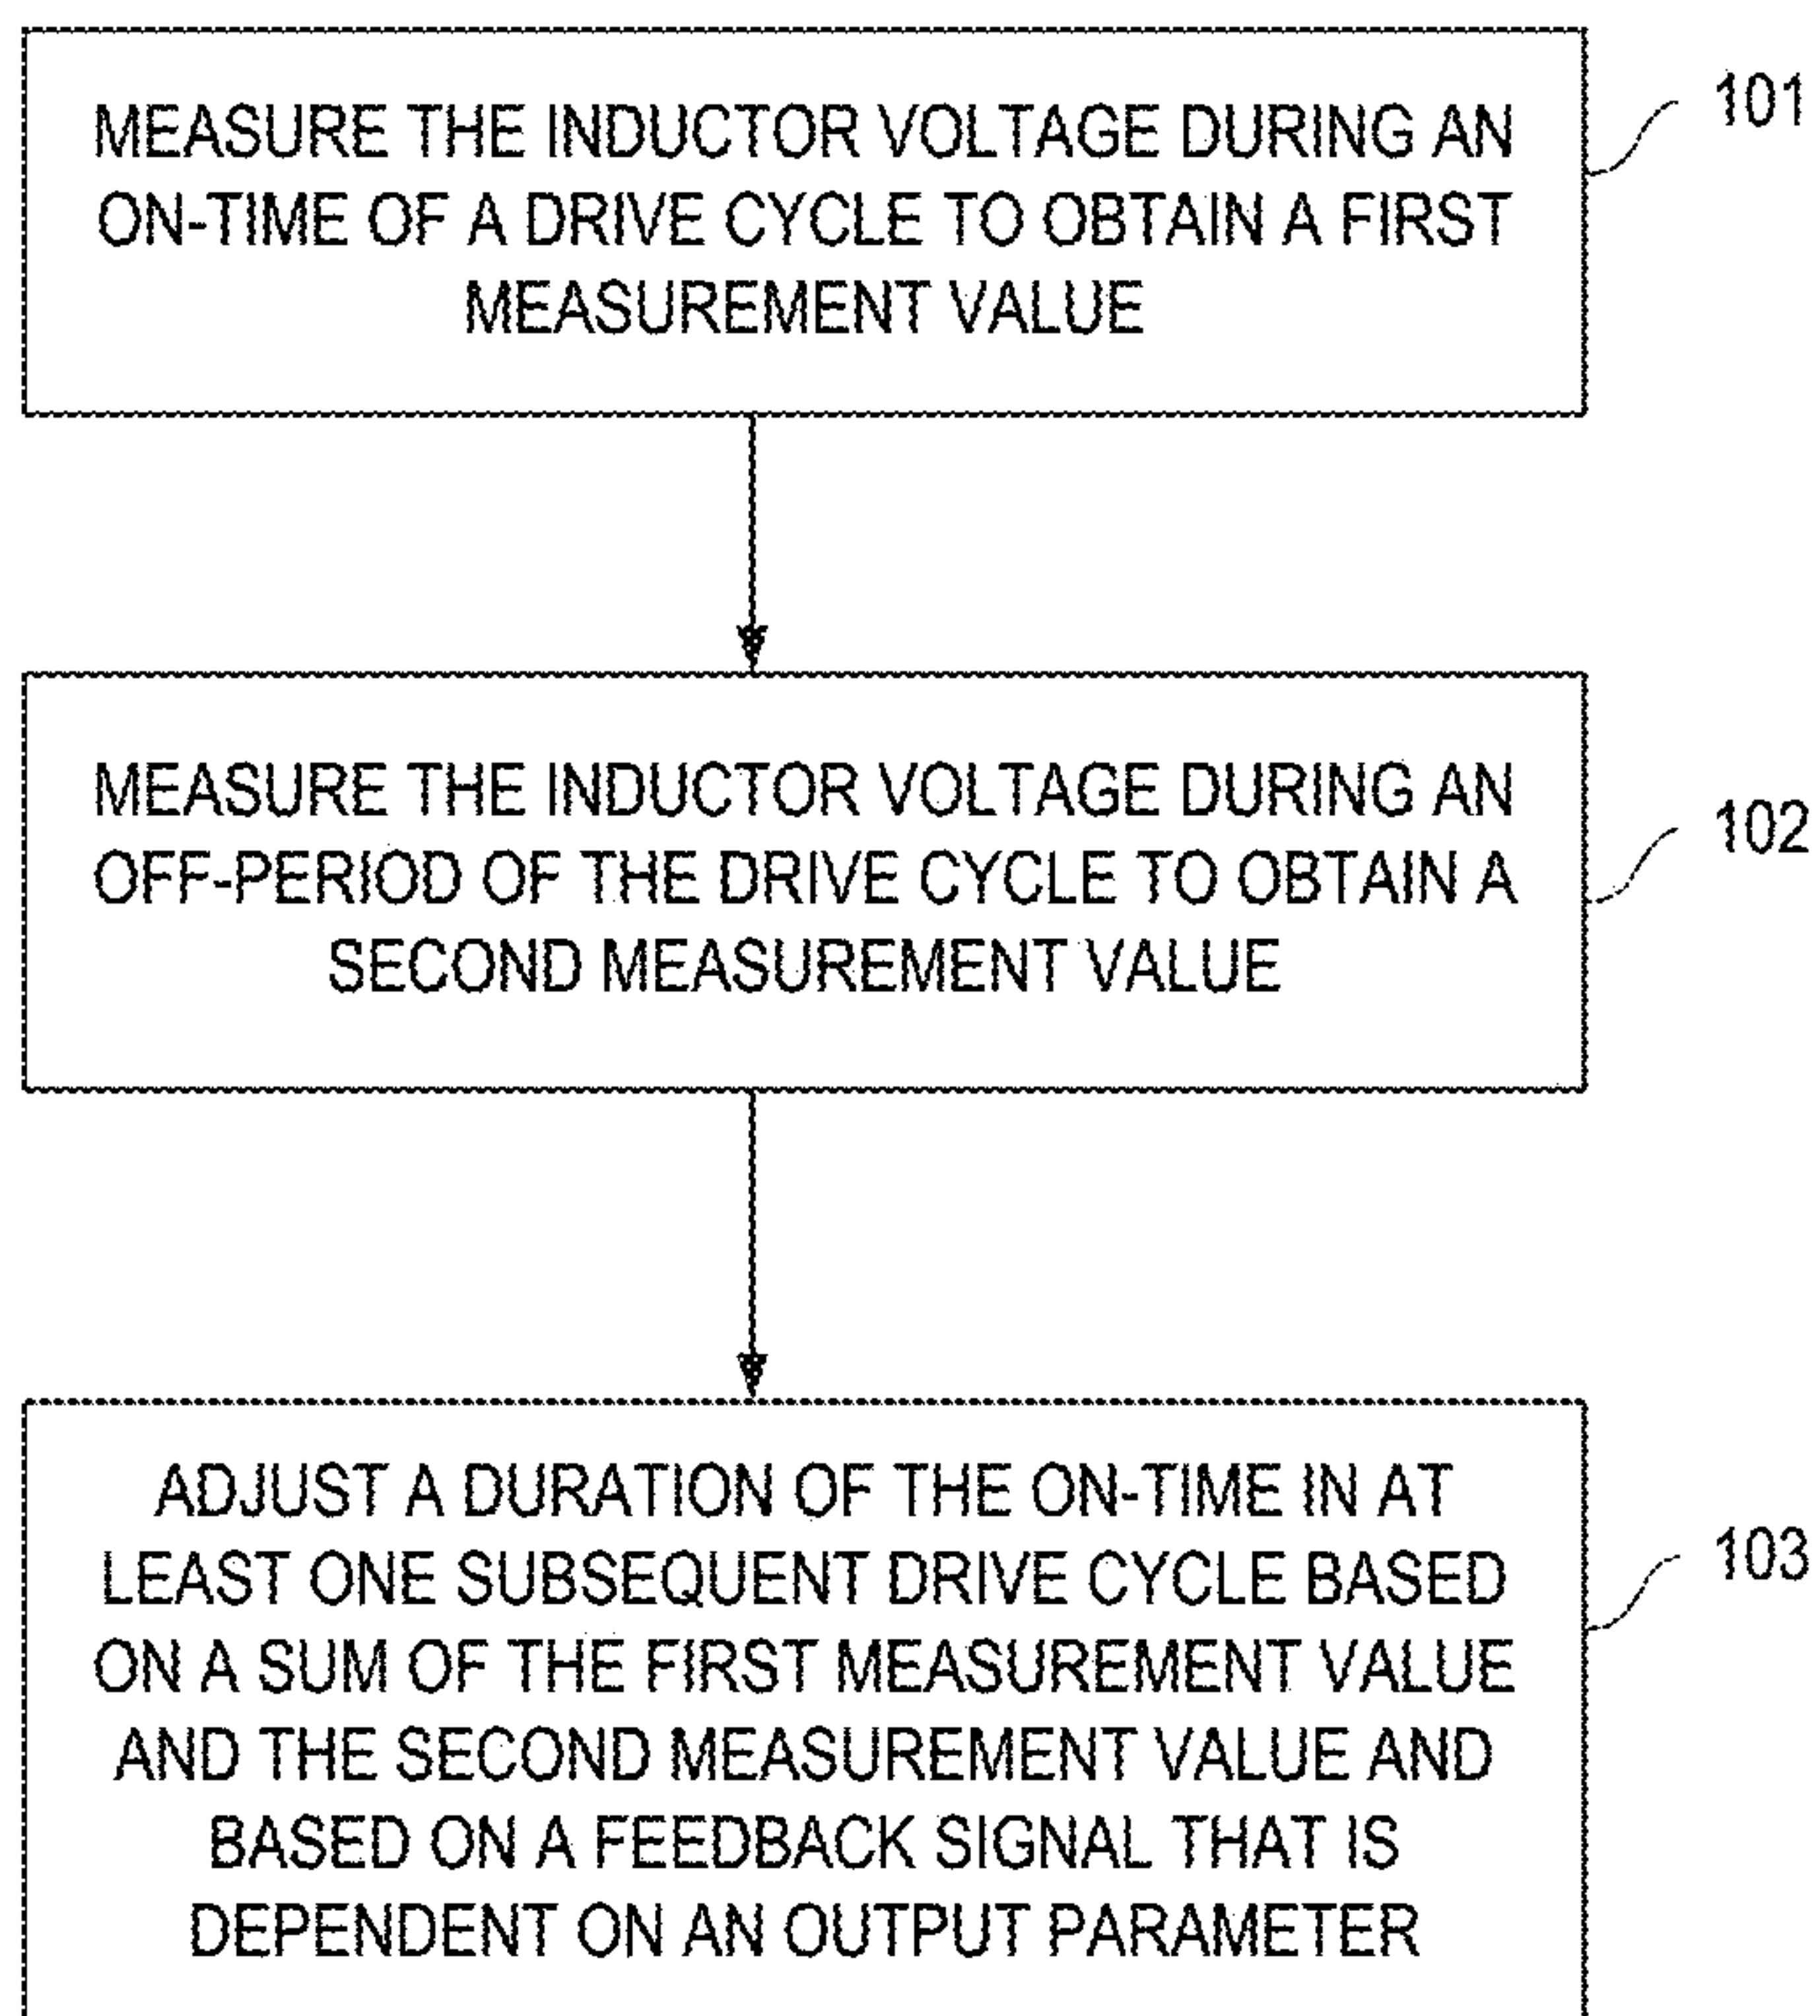 MEASURE THE INDUCTOR VOLTAGE DURING AN
ON-TIME OF A DRIVE CYCLE TO OBTAIN A FIRST
MEASUREMENT VALUE
101
MEASURE THE INDUCTOR VOLTAGE DURING AN
OFF-PERIOD OF THE DRIVE CYCLE TO OBTAIN A
SECOND MEASUREMENT VALUE
102
ADJUST A DURATION OF THE ON-TIME IN AT
LEAST ONE SUBSEQUENT DRIVE CYCLE BASED
ON A SUM OF THE FIRST MEASUREMENT VALUE
AND THE SECOND MEASUREMENT VALUE AND
BASED ON A FEEDBACK SIGNAL THAT IS
DEPENDENT ON AN OUTPUT PARAMETER
103